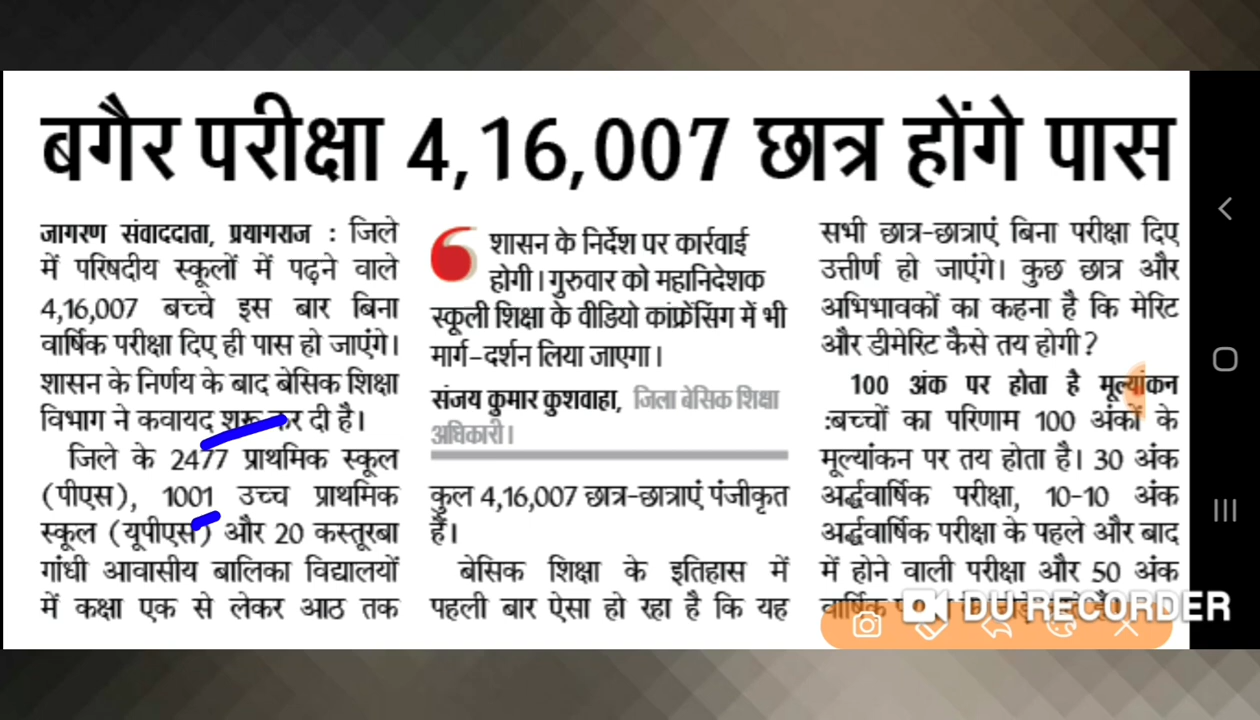 बगैर परीक्षा 4,16,007 छात्र होंगे पास
जागरण संवाददाता, प्रयागराज : जिले
में परिषदीय स्कूलों में पढ़ने वाले
4,16,007 बच्चे इस बार बिना
वार्षिक परीक्षा दिए ही पास हो जाएंगे।
शासन के निर्णय के बाद बेसिक शिक्षा
विभाग ने कवायद शुरू कर दी है।
जिले के 2477 प्राथमिक स्कूल
(पीएस), 1001 उच्च प्राथमिक
स्कूल (यूपीएस) और 20 कस्तूरबा
गांधी आवासीय बालिका विद्यालयों
में कक्षा एक से लेकर आठ तक
शासन के निर्देश पर कार्रवाई
होगी। गुरुवार को महानिदेशक
स्कूली शिक्षा के वीडियो कांफ्रेंसिंग में भी
मार्ग-दर्शन लिया जाएगा।
संजय कुमार कुशवाहा, जिला बेसिक शिक्षा
अधिकारी।
कुल 4,16,007 छात्र-छात्राएं पंजीकृत
हैं।
बेसिक शिक्षा के इतिहास में
पहली बार ऐसा हो रहा है कि यह
सभी छात्र-छात्राएं बिना परीक्षा दिए
उत्तीर्ण हो जाएंगे। कुछ छात्र और
अभिभावकों का कहना है कि मेरिट
और डीमेरिट कैसे तय होगी?
100 अंक पर होता है मूल्यांकन
:बच्चों का परिणाम 100 अंकों के
मूल्यांकन पर तय होता है। 30 अंक
अर्द्धवार्षिक परीक्षा, 10-10 अंक
अर्द्धवार्षिक परीक्षा के पहले और बाद
में होने वाली परीक्षा और 50 अंक
वार्षिक
DU RECORDER